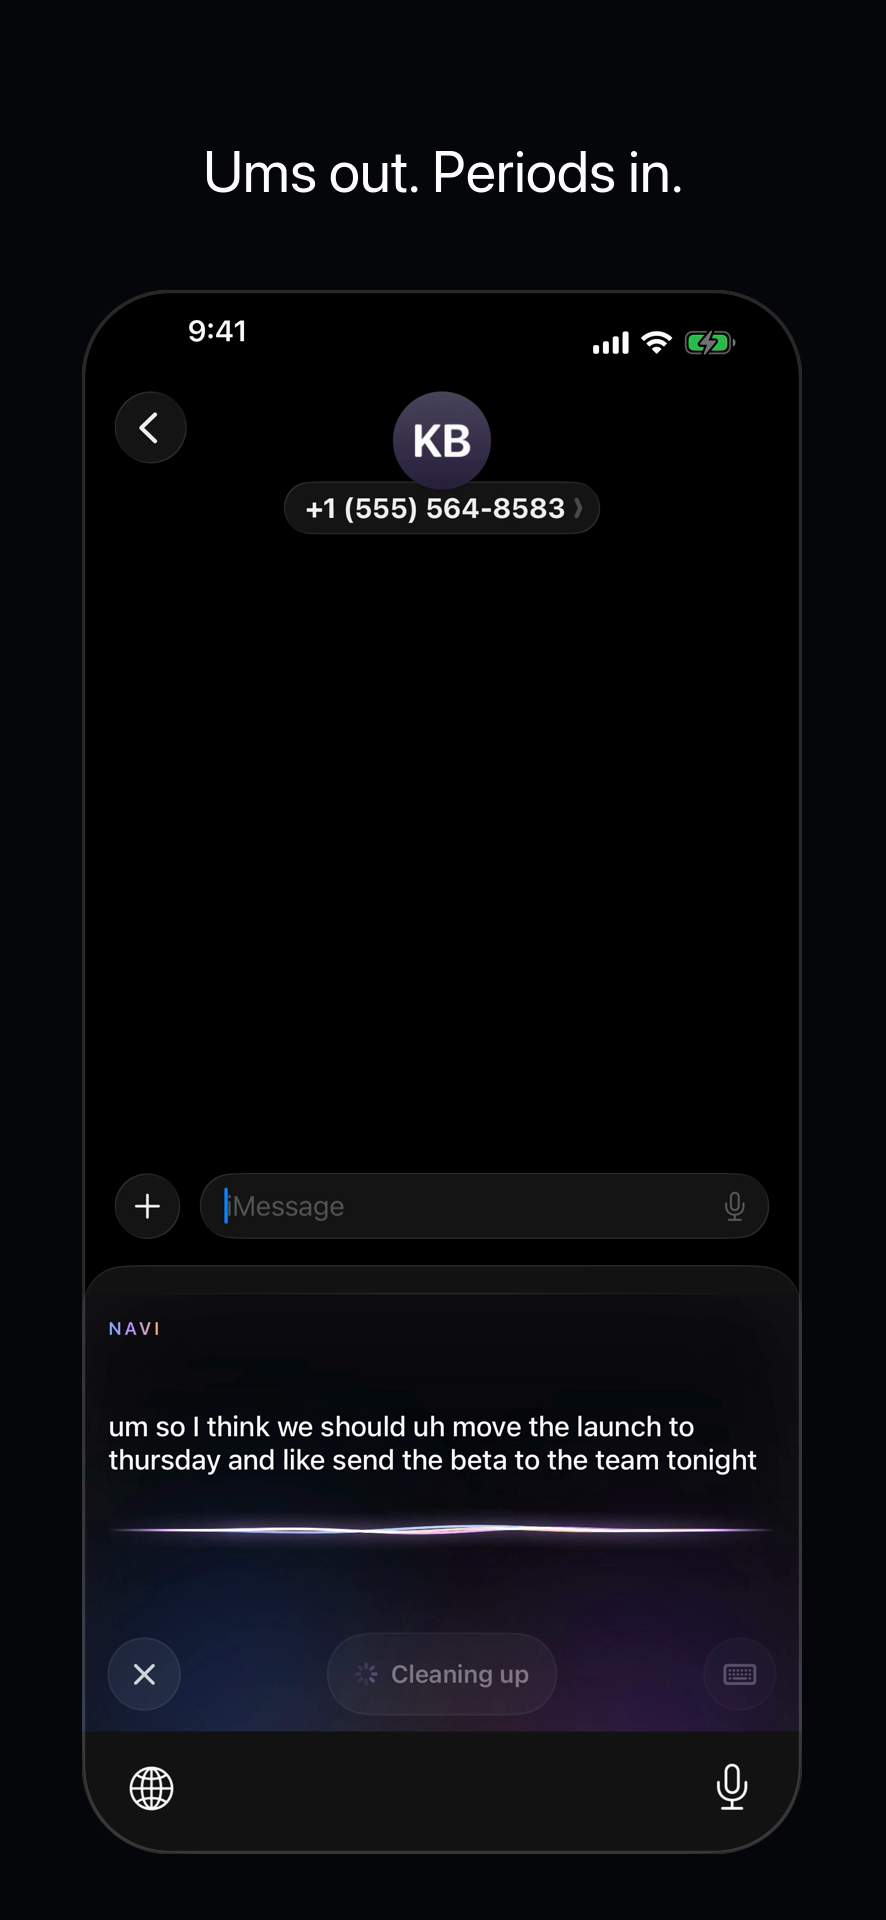 Ums out. Periods in.
9:41
KB
+1 (555) 564-8583
iMessage
NAVI
um so I think we should uh move the launch to
thursday and like send the beta to the team tonight
Cleaning up